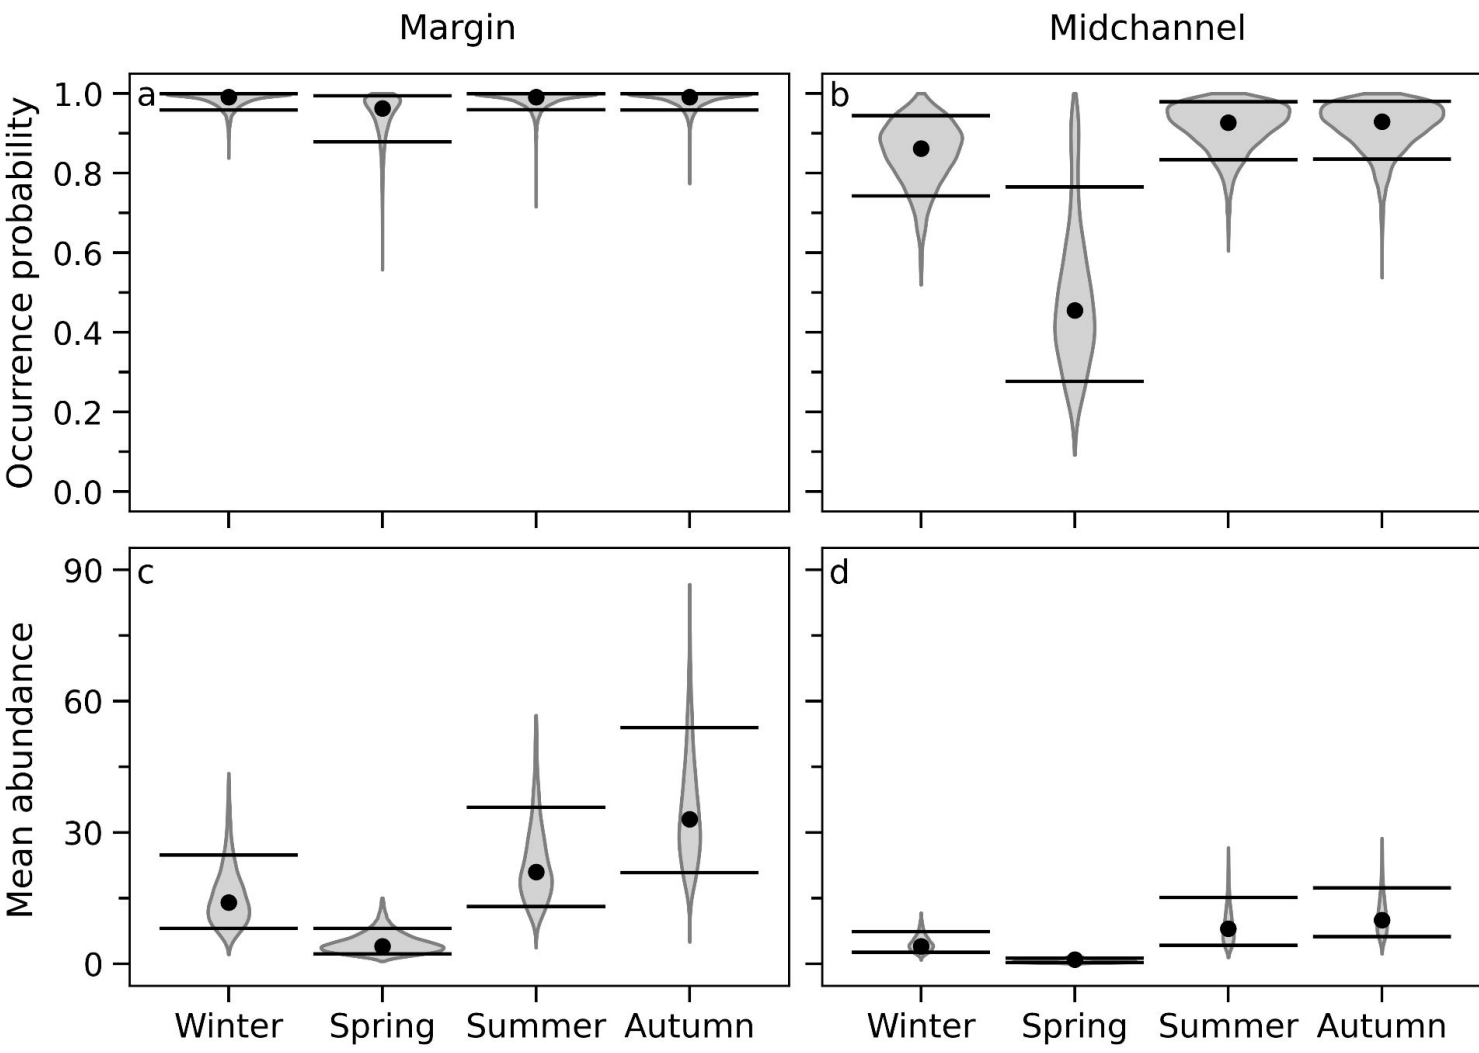 Margin
Midchannel
Occurrence probability
1.0
0.8
0.6
0.4
0.2
0.0
a
b
Mean abundance
90
60
30
0
c
d
Winter Spring Summer Autumn
Winter Spring Summer Autumn